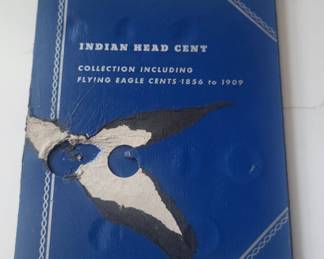 INDIAN HEAD CENT
COLLECTION INCLUDING
FLYING EAGLE CENTS 1856 to 1909